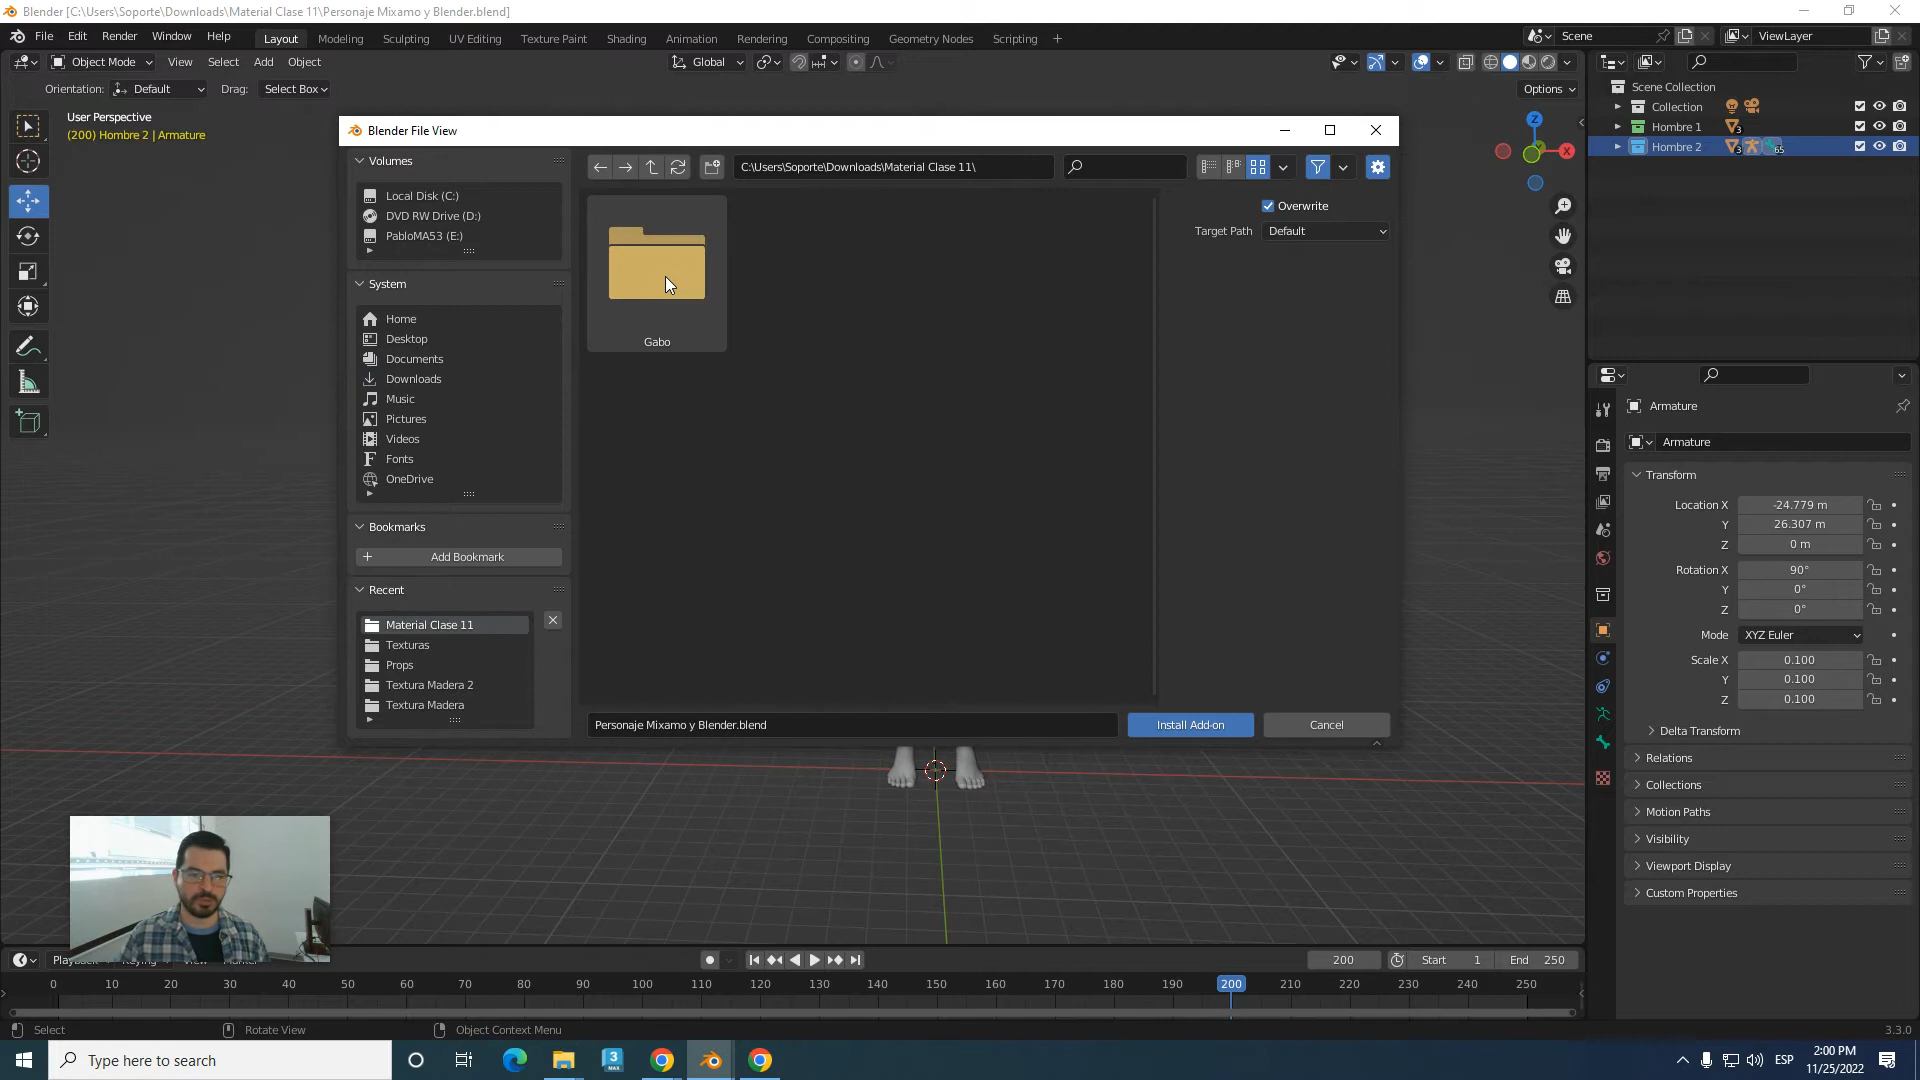 Blender [C:\Users\Soporte\Downloads\Material Clase 11\Personaje Mixamo y Blender.blend]
File Edit Render Window Help Layout Modeling Sculpting UV Editing Texture Paint Shading Animation Rendering Compositing Geometry Nodes Scripting +
Scene ViewLayer
Object Mode View Select Add Object Global Options
Orientation: Default Drag: Select Box
User Perspective
(200) Hombre 2 | Armature
Z
X
Scene Collection
Collection
Hombre 1 3
Hombre 2 3 65
Blender File View
Volumes
Local Disk (C:)
DVD RW Drive (D:)
PabloMA53 (E:)
System
Home
Desktop
Documents
Downloads
Music
Pictures
Videos
Fonts
OneDrive
Bookmarks
Add Bookmark
Recent
Material Clase 11
Texturas
Props
Textura Madera 2
Textura Madera
C:\Users\Soporte\Downloads\Material Clase 11\
Gabo
Overwrite
Target Path Default
Personaje Mixamo y Blender.blend Install Add-on Cancel
Armature
Armature
Transform
Location X -24.779 m
Y 26.307 m
Z 0 m
Rotation X 90°
Y 0°
Z 0°
Mode XYZ Euler
Scale X 0.100
Y 0.100
Z 0.100
Delta Transform
Relations
Collections
Motion Paths
Visibility
Viewport Display
Custom Properties
200 Start 1 End 250
0 10 20 30 40 50 60 70 80 90 100 110 120 130 140 150 160 170 180 190 200 210 220 230 240 250
Select Rotate View Object Context Menu 3.3.0
Type here to search
3
MAX
ESP
2:00 PM
11/25/2022